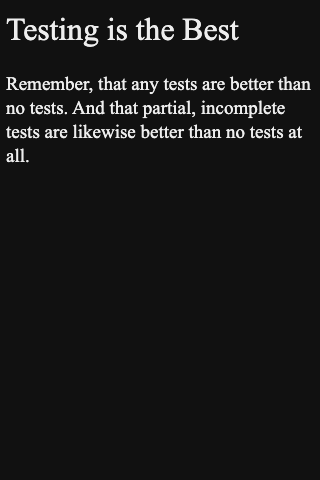 Testing is the Best
Remember, that any tests are better than
no tests. And that partial, incomplete
tests are likewise better than no tests at
all.